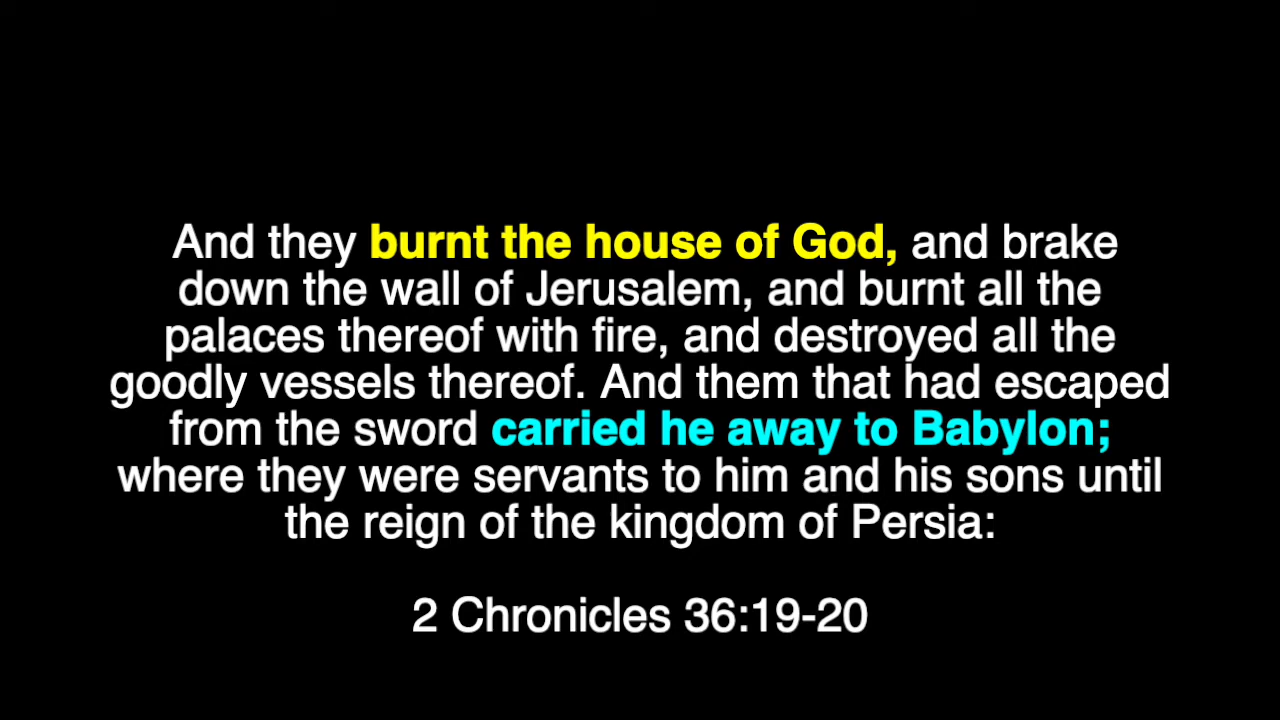 And they burnt the house of God, and brake
down the wall of Jerusalem, and burnt all the
palaces thereof with fire, and destroyed all the
goodly vessels thereof. And them that had escaped
from the sword carried he away to Babylon;
where they were servants to him and his sons until
the reign of the kingdom of Persia:
2 Chronicles 36:19-20